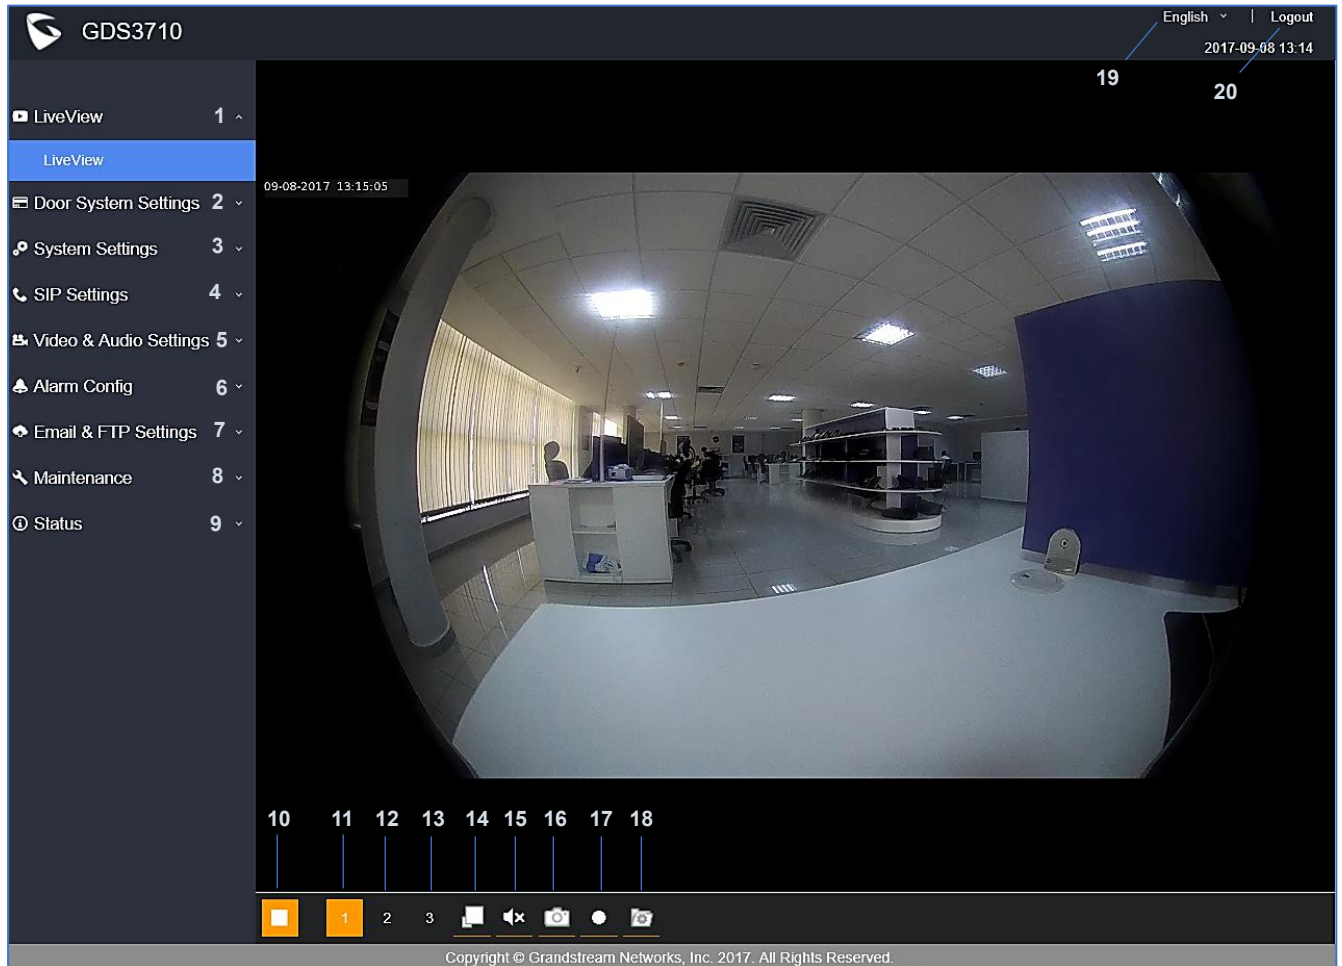 GDS3710
English | Logout
2017-09-08 13:14
19
20
LiveView 1
LiveView
Door System Settings 2
System Settings 3
SIP Settings 4
Video & Audio Settings 5
Alarm Config 6
Email & FTP Settings 7
Maintenance 8
Status 9
09-08-2017 13:15:05
10 11 12 13 14 15 16 17 18
1 2 3
Copyright © Grandstream Networks, Inc. 2017. All Rights Reserved.